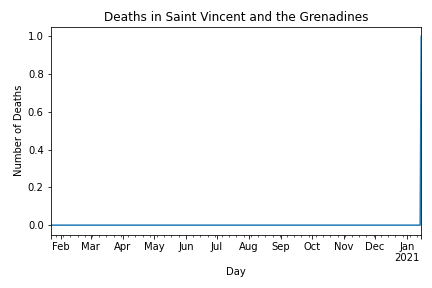 Deaths in Saint Vincent and the Grenadines
1.0
0.8
0.6
0.4
0.2
0.0
Number of Deaths
Feb Mar Apr May Jun Jul Aug Sep Oct Nov Dec Jan
2021
Day